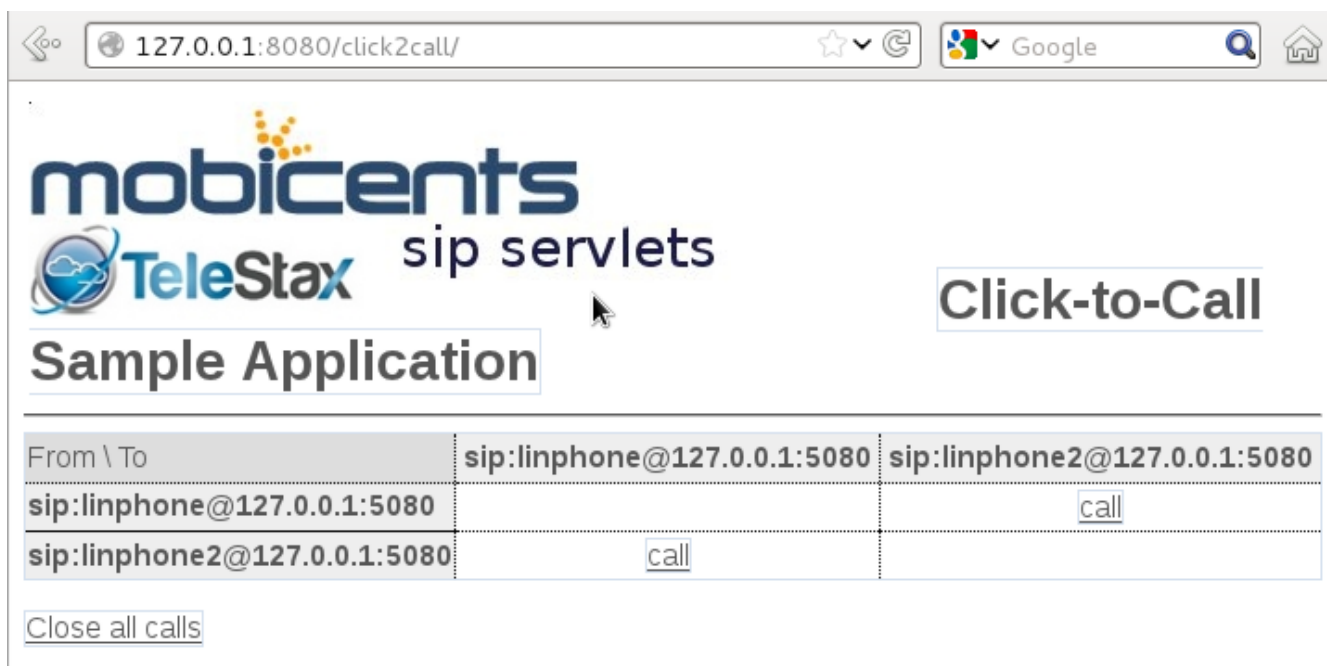 127.0.0.1:8080/click2call/ Google
mobicents
sip servlets
TeleStax
Click-to-Call
Sample Application
From \ To sip:linphone@127.0.0.1:5080 sip:linphone2@127.0.0.1:5080
sip:linphone@127.0.0.1:5080 call
sip:linphone2@127.0.0.1:5080 call
Close all calls